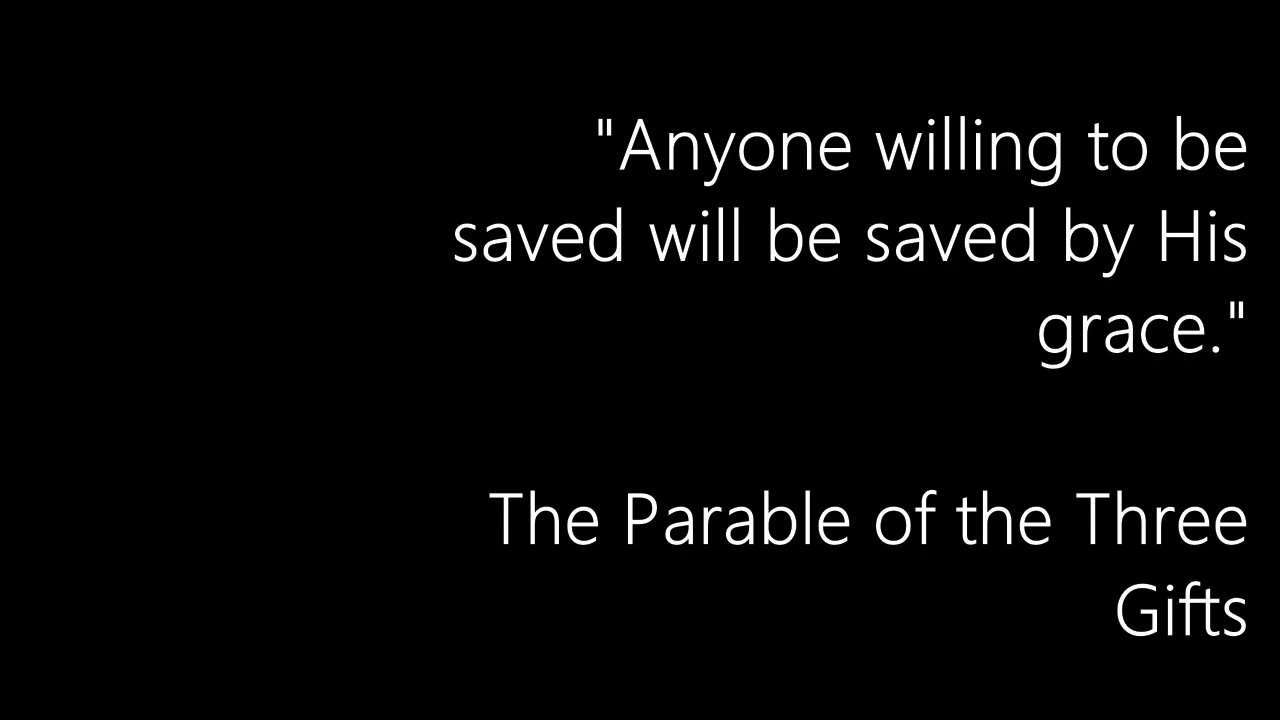 "Anyone willing to be
saved will be saved by His
grace."
The Parable of the Three
Gifts